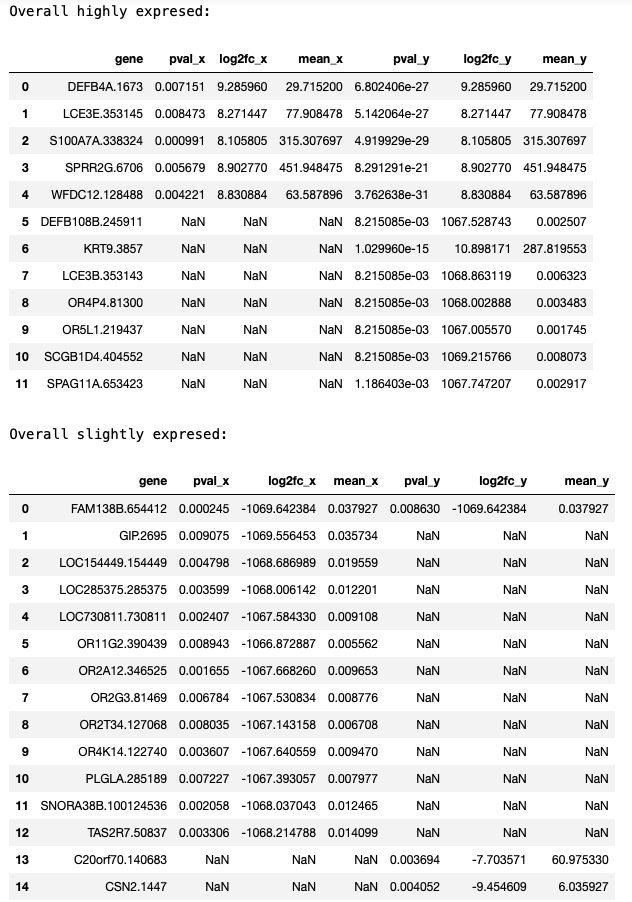 Overall highly expresed:
gene pval_x log2fc_x mean_x pval_y log2fc_y mean_y
0 DEFB4A.1673 0.007151 9.285960 29.715200 6.802406e-27 9.285960 29.715200
1 LCE3E.353145 0.008473 8.271447 77.908478 5.142064e-27 8.271447 77.908478
2 S100A7A.338324 0.000991 8.105805 315.307697 4.919929e-29 8.105805 315.307697
3 SPRR2G.6706 0.005679 8.902770 451.948475 8.291291e-21 8.902770 451.948475
4 WFDC12.128488 0.004221 8.830884 63.587896 3.762638e-31 8.830884 63.587896
5 DEFB108B.245911 NaN NaN NaN 8.215085e-03 1067.528743 0.002507
6 KRT9.3857 NaN NaN NaN 1.029960e-15 10.898171 287.819553
7 LCE3B.353143 NaN NaN NaN 8.215085e-03 1068.863119 0.006323
8 OR4P4.81300 NaN NaN NaN 8.215085e-03 1068.002888 0.003483
9 OR5L1.219437 NaN NaN NaN 8.215085e-03 1067.005570 0.001745
10 SCGB1D4.404552 NaN NaN NaN 8.215085e-03 1069.215766 0.008073
11 SPAG11A.653423 NaN NaN NaN 1.186403e-03 1067.747207 0.002917
Overall slightly expresed:
gene pval_x log2fc_x mean_x pval_y log2fc_y mean_y
0 FAM138B.654412 0.000245 -1069.642384 0.037927 0.008630 -1069.642384 0.037927
1 GIP.2695 0.009075 -1069.556453 0.035734 NaN NaN NaN
2 LOC154449.154449 0.004798 -1068.686989 0.019559 NaN NaN NaN
3 LOC285375.285375 0.003599 -1068.006142 0.012201 NaN NaN NaN
4 LOC730811.730811 0.002407 -1067.584330 0.009108 NaN NaN NaN
5 OR11G2.390439 0.008943 -1066.872887 0.005562 NaN NaN NaN
6 OR2A12.346525 0.001655 -1067.668260 0.009653 NaN NaN NaN
7 OR2G3.81469 0.006784 -1067.530834 0.008776 NaN NaN NaN
8 OR2T34.127068 0.008035 -1067.143158 0.006708 NaN NaN NaN
9 OR4K14.122740 0.003607 -1067.640559 0.009470 NaN NaN NaN
10 PLGLA.285189 0.007227 -1067.393057 0.007977 NaN NaN NaN
11 SNORA38B.100124536 0.002058 -1068.037043 0.012465 NaN NaN NaN
12 TAS2R7.50837 0.003306 -1068.214788 0.014099 NaN NaN NaN
13 C20orf70.140683 NaN NaN NaN 0.003694 -7.703571 60.975330
14 CSN2.1447 NaN NaN NaN 0.004052 -9.454609 6.035927